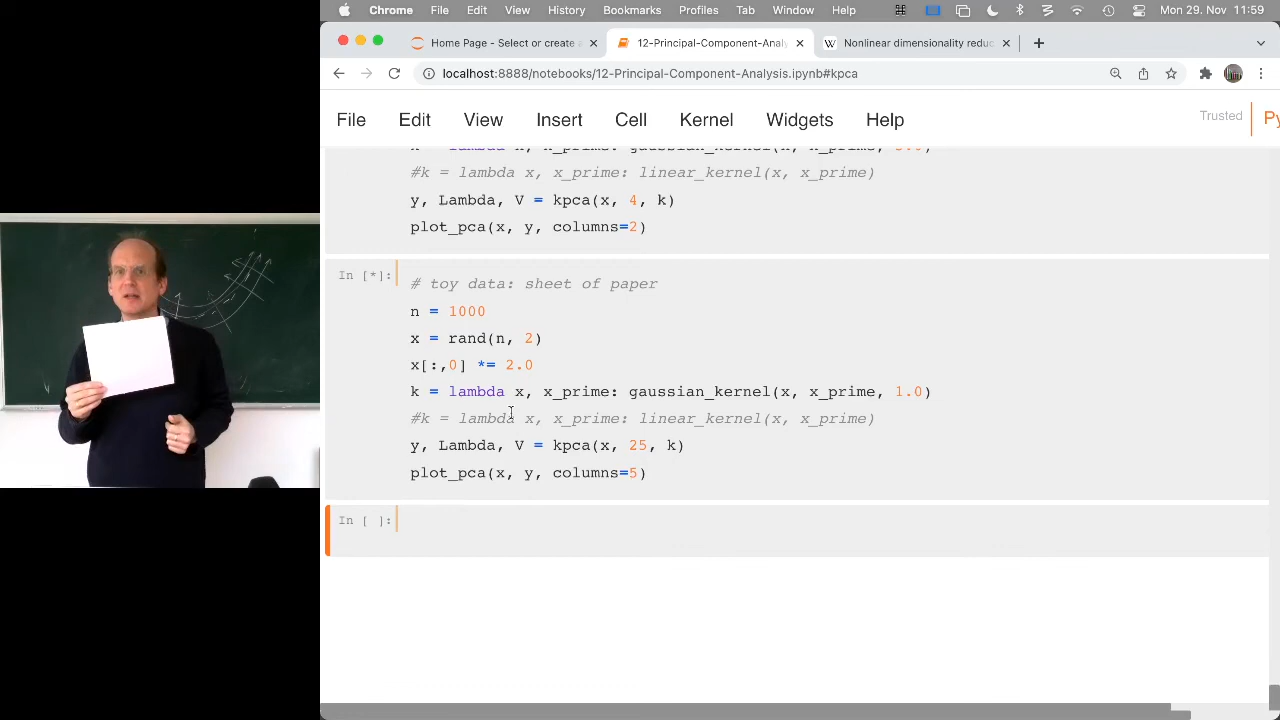 Chrome File Edit View History Bookmarks Profiles Tab Window Help Mon 29. Nov 11:59
Home Page - Select or create a
12-Principal-Component-Analy
Nonlinear dimensionality reduc
localhost:8888/notebooks/12-Principal-Component-Analysis.ipynb#kpca
File Edit View Insert Cell Kernel Widgets Help Trusted Py
#k = lambda x, x_prime: linear_kernel(x, x_prime)
y, Lambda, V = kpca(x, 4, k)
plot_pca(x, y, columns=2)
In [*]:
# toy data: sheet of paper
n = 1000
x = rand(n, 2)
x[:,0] *= 2.0
k = lambda x, x_prime: gaussian_kernel(x, x_prime, 1.0)
#k = lambda x, x_prime: linear_kernel(x, x_prime)
y, Lambda, V = kpca(x, 25, k)
plot_pca(x, y, columns=5)
In [ ]: